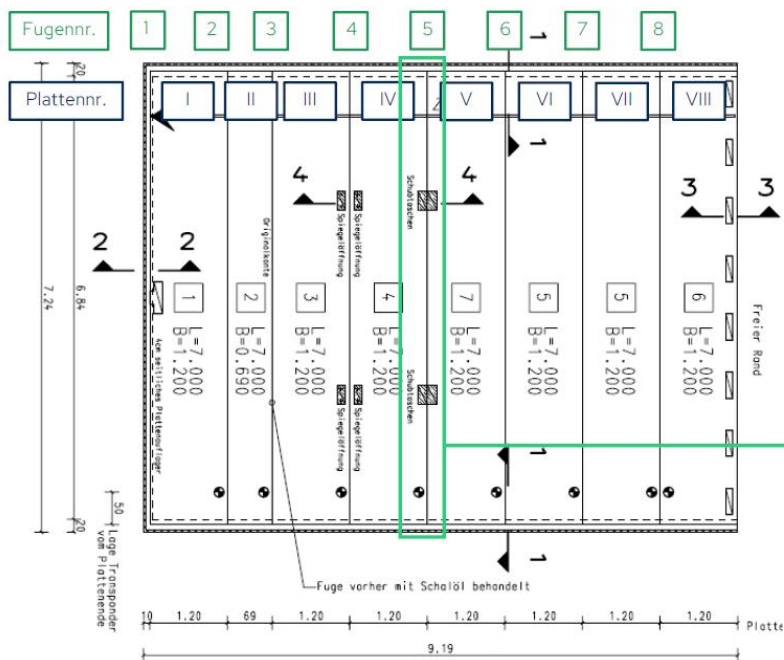 Fugennr.
1
2
3
4
5
6
7
8
1
20
Plattennr.
I
II
III
IV
V
VI
VII
VIII
1
4
4
3
3
2
2
Schubtaschen
Spiegelöffnung
Spiegelöffnung
Originalkante
7.24
6.84
1
L=7.000
B=1.200
2
L=7.000
B=0.690
3
L=7.000
B=1.200
4
L=7.000
B=1.200
7
L=7.000
B=1.200
5
L=7.000
B=1.200
5
L=7.000
B=1.200
6
L=7.000
B=1.200
Freier Rand
4cm seitliches Plattenauflager
Schubtaschen
Spiegelöffnung
Spiegelöffnung
1
50
20
Lage Transponder
vom Plattenende
1
Fuge vorher mit Schalöl behandelt
10
1.20
69
1.20
1.20
1.20
1.20
1.20
1.20
Platte
9.19